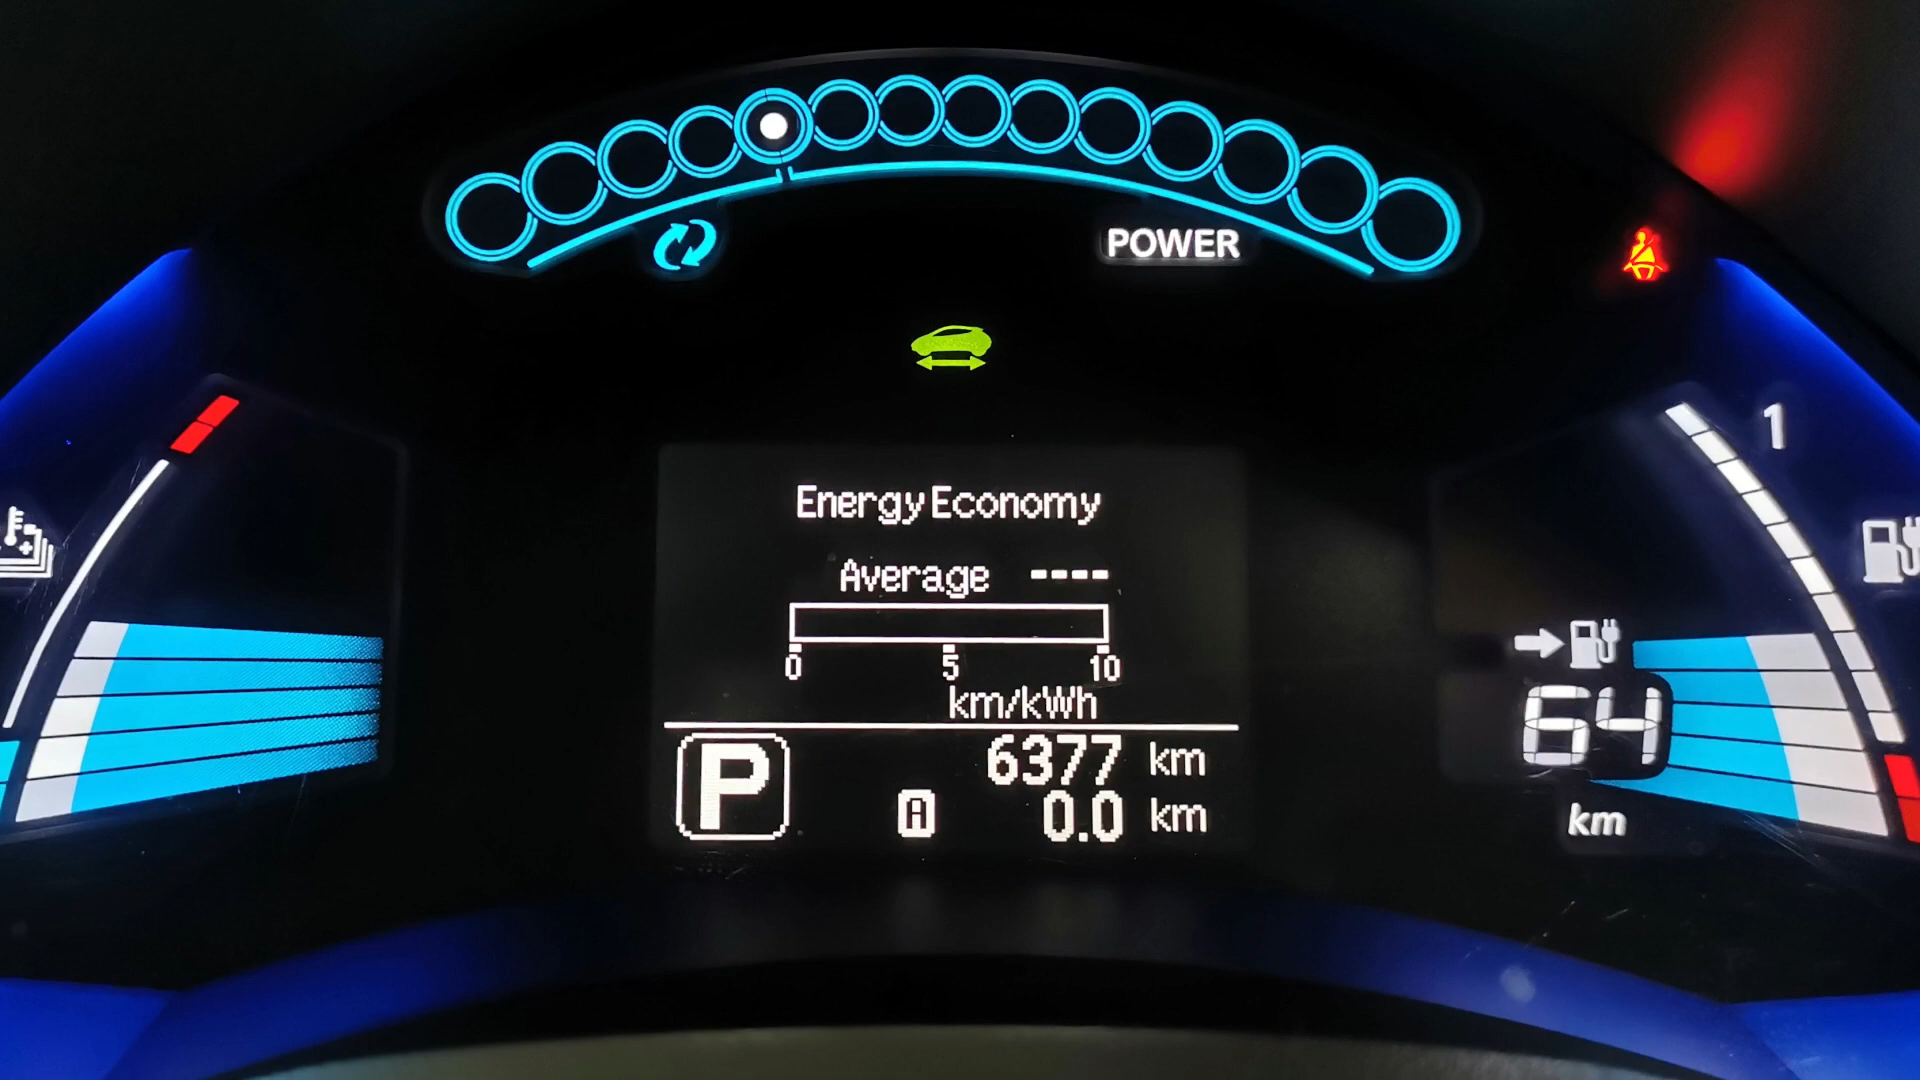 POWER
1
Energy Economy
Average ----
0 5 10
km/kWh
64
km
P
6377 km
A 0.0 km